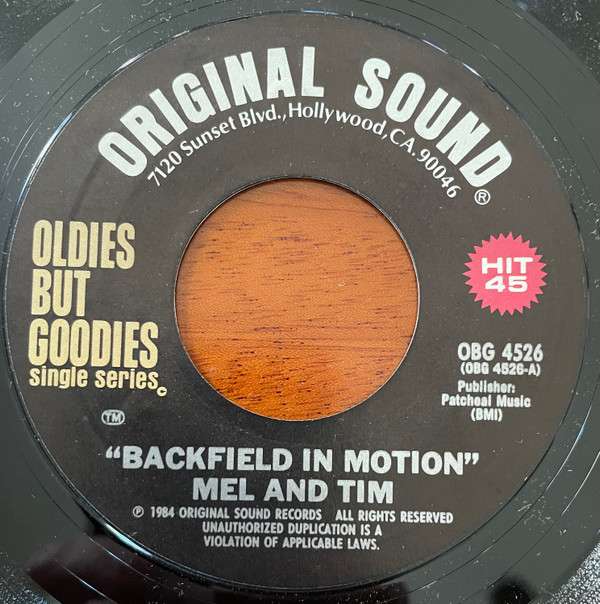 ORIGINAL SOUND®
7120 Sunset Blvd., Hollywood, CA. 90046
OLDIES
BUT
GOODIES
single series©
TM
HIT
45
OBG 4526
(OBG 4526-A)
Publisher:
Patcheal Music
(BMI)
"BACKFIELD IN MOTION"
MEL AND TIM
℗ 1984 ORIGINAL SOUND RECORDS ALL RIGHTS RESERVED
UNAUTHORIZED DUPLICATION IS A
VIOLATION OF APPLICABLE LAWS.